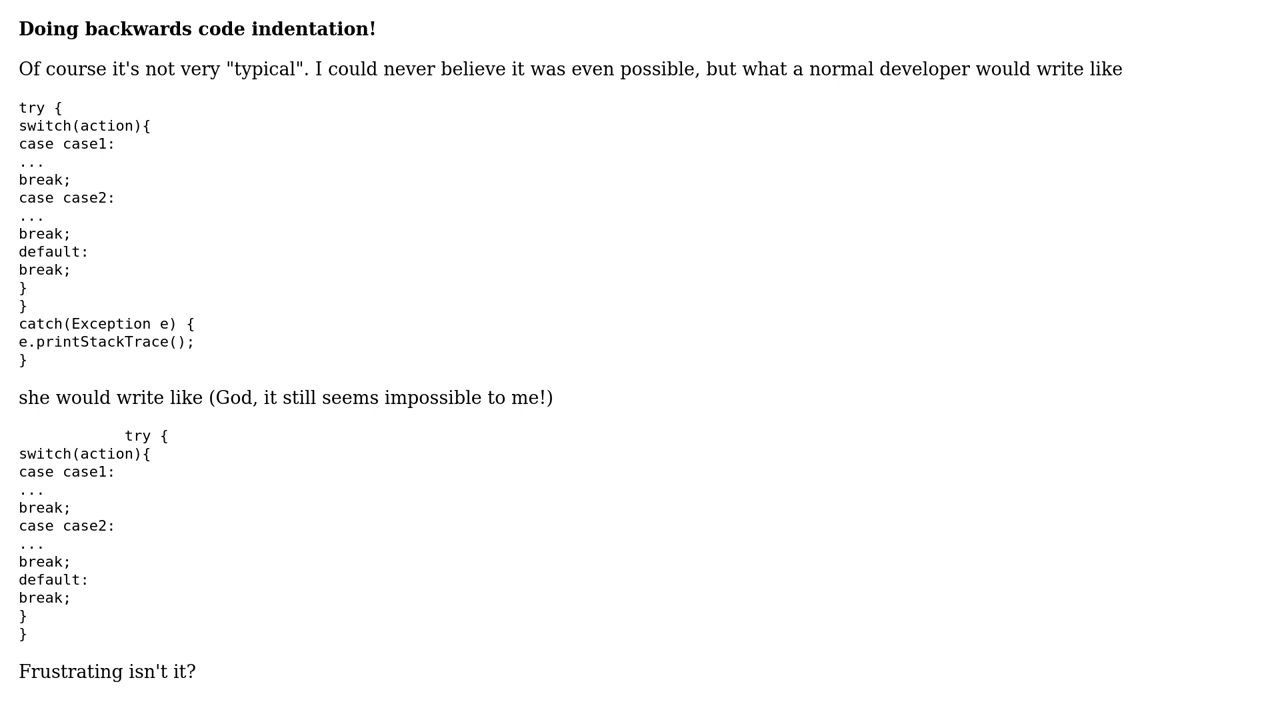 Doing backwards code indentation!
Of course it's not very "typical". I could never believe it was even possible, but what a normal developer would write like
try {
switch(action){
case case1:
...
break;
case case2:
...
break;
default:
break;
}
}
catch(Exception e) {
e.printStackTrace();
}
she would write like (God, it still seems impossible to me!)
            try {
switch(action){
case case1:
...
break;
case case2:
...
break;
default:
break;
}
}
Frustrating isn't it?